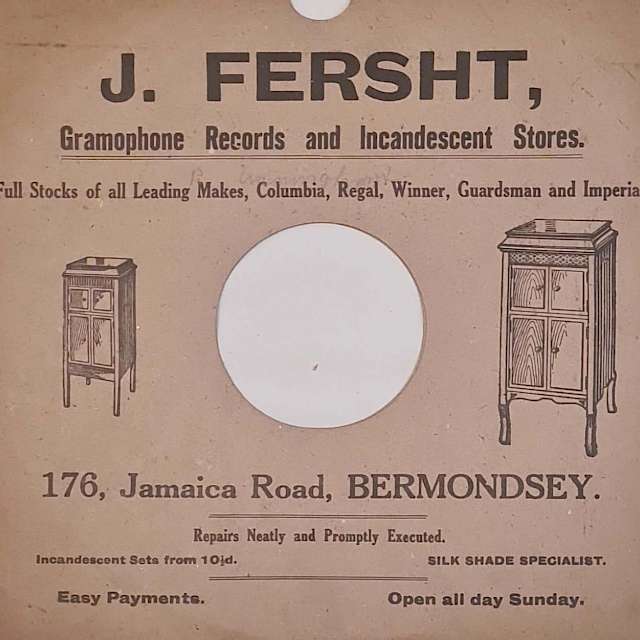 J. FERSHT,
Gramophone Records and Incandescent Stores.
Full Stocks of all Leading Makes, Columbia, Regal, Winner, Guardsman and Imperia
176, Jamaica Road, BERMONDSEY.
Repairs Neatly and Promptly Executed.
Incandescent Sets from 10½d. SILK SHADE SPECIALIST.
Easy Payments. Open all day Sunday.